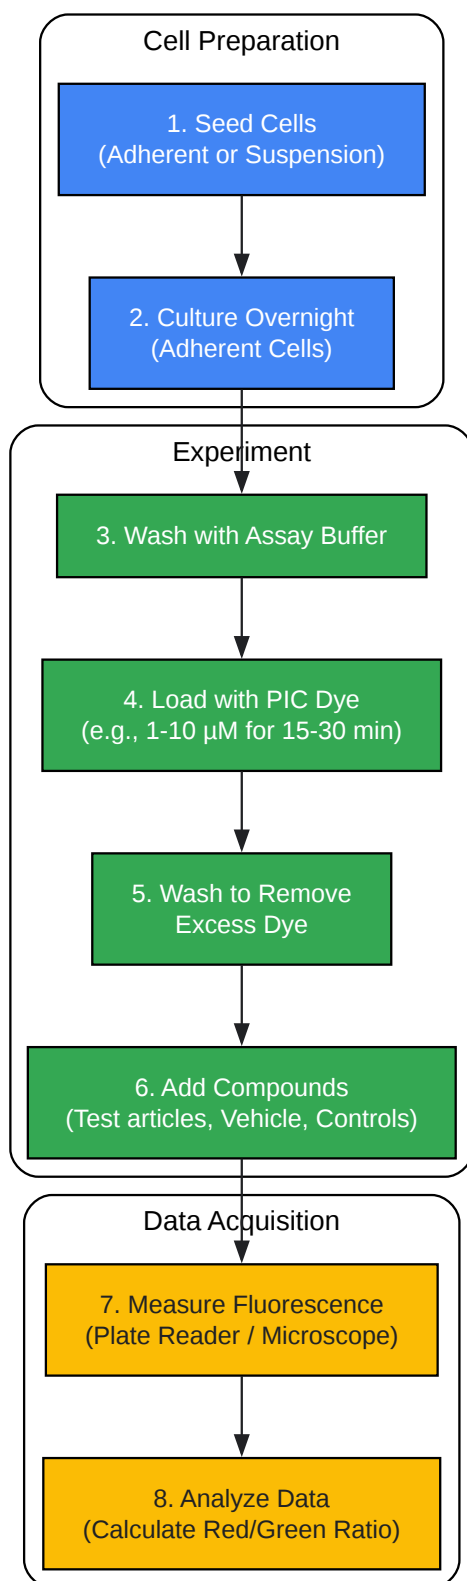 Cell Preparation
1. Seed Cells
(Adherent or Suspension)
2. Culture Overnight
(Adherent Cells)
Experiment
3. Wash with Assay Buffer
4. Load with PIC Dye
(e.g., 1-10 µM for 15-30 min)
5. Wash to Remove
Excess Dye
6. Add Compounds
(Test articles, Vehicle, Controls)
Data Acquisition
7. Measure Fluorescence
(Plate Reader / Microscope)
8. Analyze Data
(Calculate Red/Green Ratio)